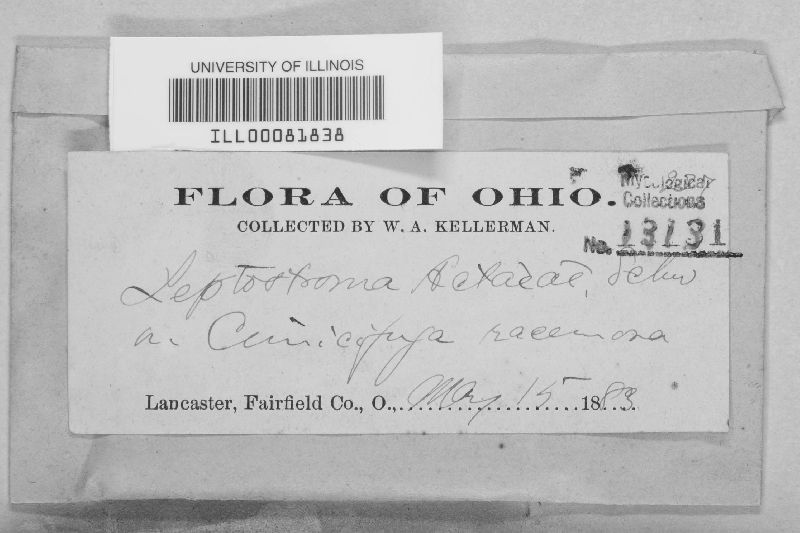 UNIVERSITY OF ILLINOIS
ILL00081838
FLORA OF OHIO.
COLLECTED BY W. A. KELLERMAN.
Mycological
Collections
No. 13131
Leptostroma Actaeae, Schw
on Cimicifuga racemosa
Lancaster, Fairfield Co., O., May 15 1883.